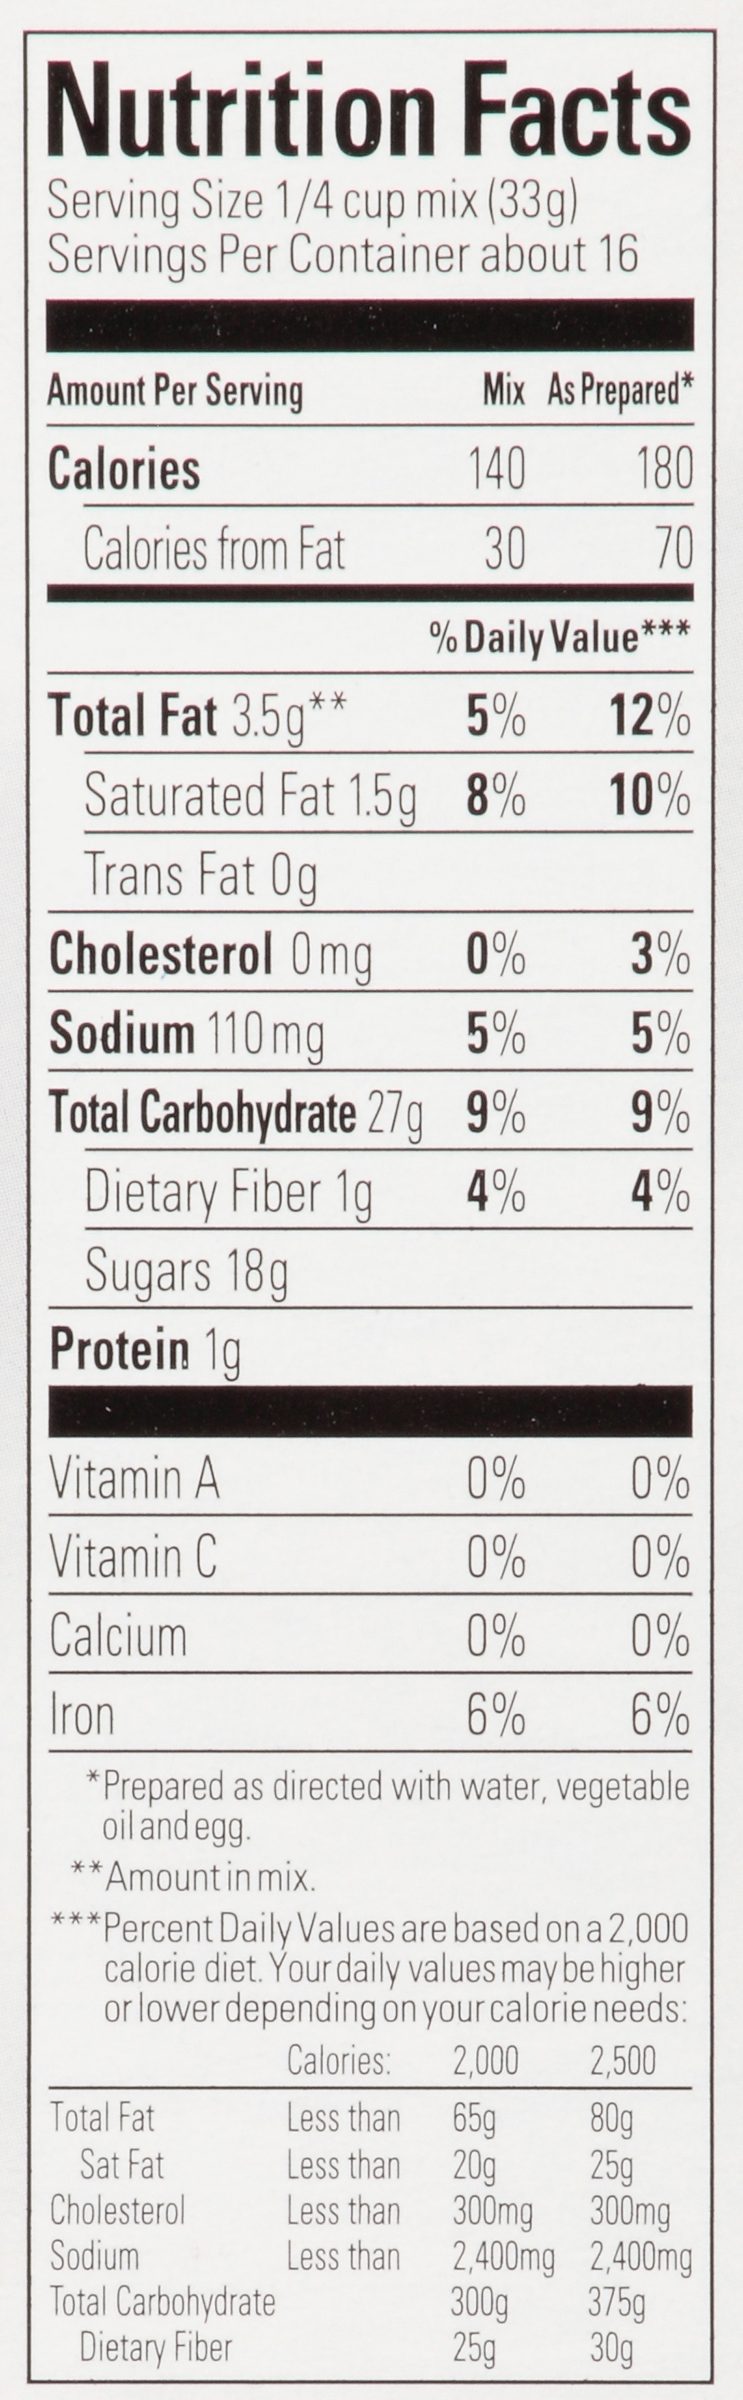 Nutrition Facts
Serving Size 1/4 cup mix (33g)
Servings Per Container about 16
Amount Per Serving Mix As Prepared*
Calories 140 180
Calories from Fat 30 70
% Daily Value***
Total Fat 3.5g** 5% 12%
Saturated Fat 1.5g 8% 10%
Trans Fat 0g
Cholesterol 0mg 0% 3%
Sodium 110mg 5% 5%
Total Carbohydrate 27g 9% 9%
Dietary Fiber 1g 4% 4%
Sugars 18g
Protein 1g
Vitamin A 0% 0%
Vitamin C 0% 0%
Calcium 0% 0%
Iron 6% 6%
*Prepared as directed with water, vegetable
oil and egg.
**Amount in mix.
***Percent Daily Values are based on a 2,000
calorie diet. Your daily values may be higher
or lower depending on your calorie needs:
Calories: 2,000 2,500
Total Fat Less than 65g 80g
Sat Fat Less than 20g 25g
Cholesterol Less than 300mg 300mg
Sodium Less than 2,400mg 2,400mg
Total Carbohydrate 300g 375g
Dietary Fiber 25g 30g